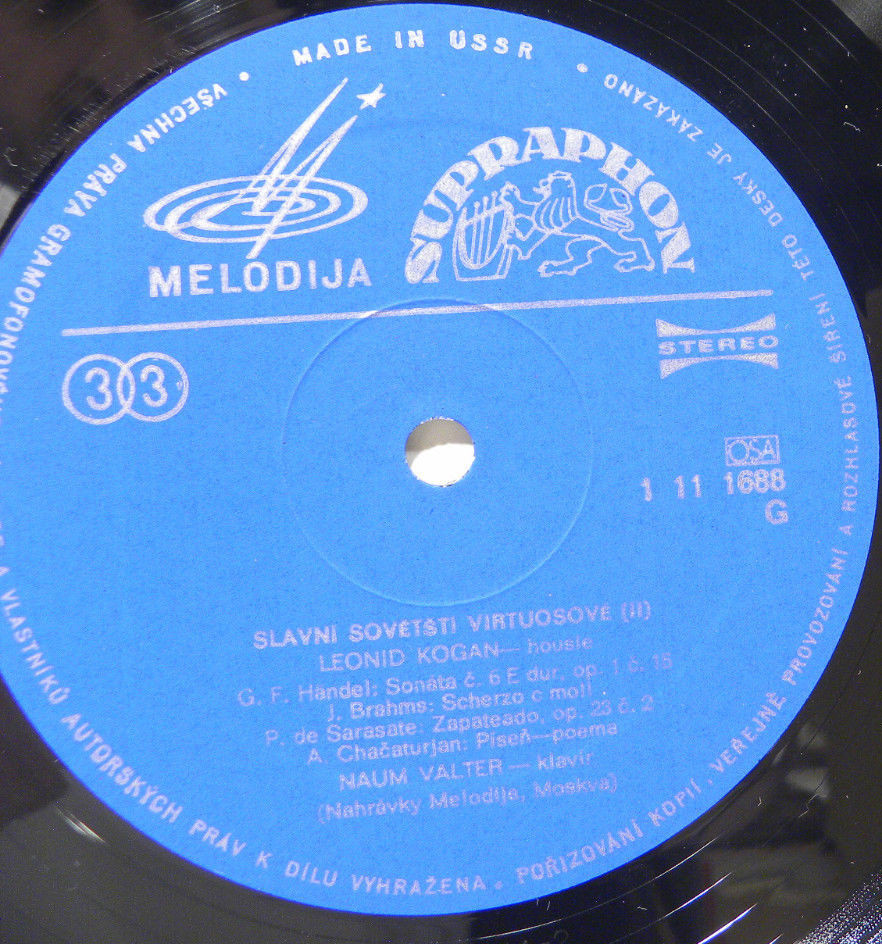 MADE IN USSR
MELODIJA
SUPRAPHON
33
STEREO
OSA
1 11 1688
G
SLAVNÍ SOVĚTŠTÍ VIRTUOSOVÉ (II)
LEONID KOGAN — housle
G. F. Händel: Sonáta č. 6 E dur, op. 1 č. 15
J. Brahms: Scherzo c moll
P. de Sarasate: Zapateado, op. 23 č. 2
A. Chačaturjan: Píseň — poema
NAUM VALTER — klavír
(Nahrávky Melodije, Moskva)
VŠECHNA PRÁVA A VLASTNÍKŮ AUTORSKÝCH PRÁV K DÍLU VYHRAŽENA. POŘIZOVÁNÍ KOPIÍ, VEŘEJNÉ PROVOZOVÁNÍ A ROZHLASOVÉ ŠÍŘENÍ TÉTO DESKY JE ZAKÁZÁNO